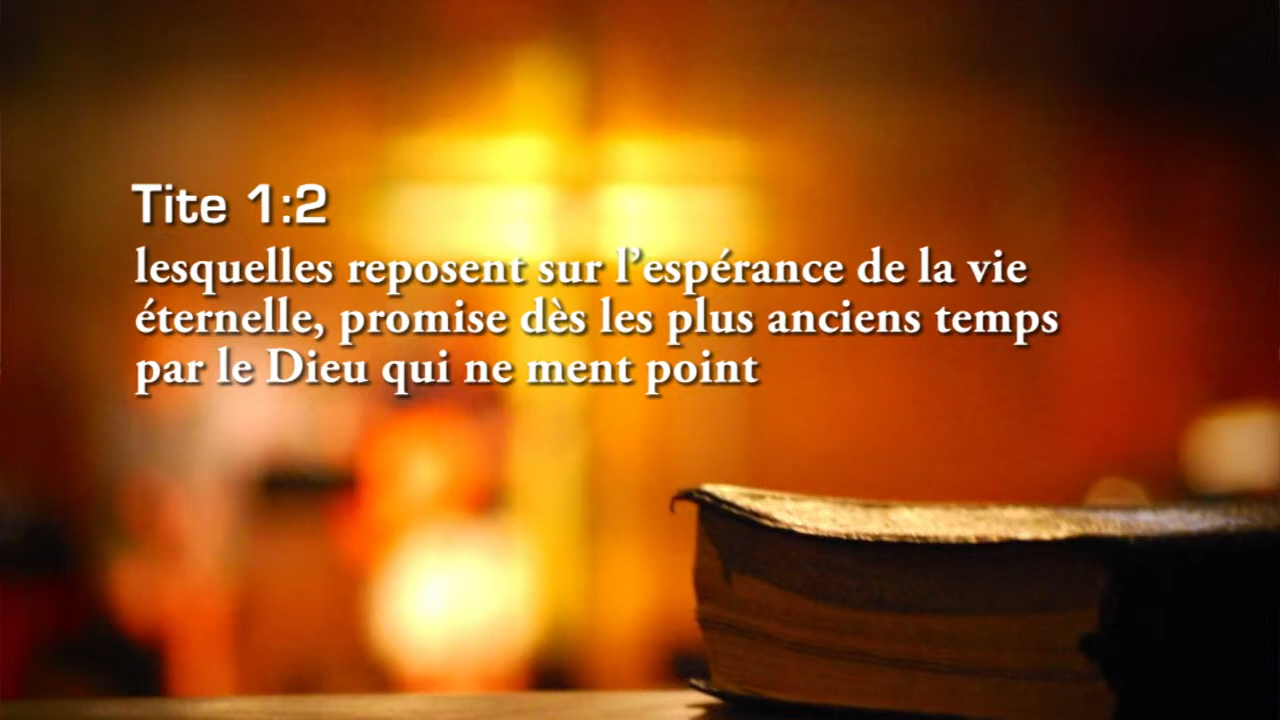 Tite 1:2
lesquelles reposent sur l’espérance de la vie
éternelle, promise dès les plus anciens temps
par le Dieu qui ne ment point